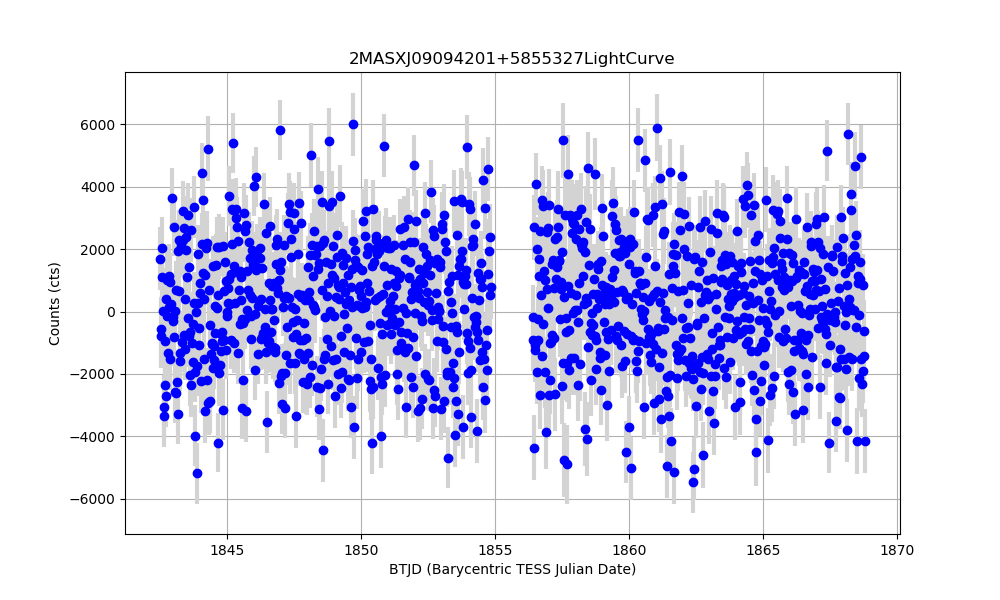 2MASXJ09094201+5855327LightCurve
6000
4000
2000
0
−2000
−4000
−6000
Counts (cts)
1845 1850 1855 1860 1865 1870
BTJD (Barycentric TESS Julian Date)